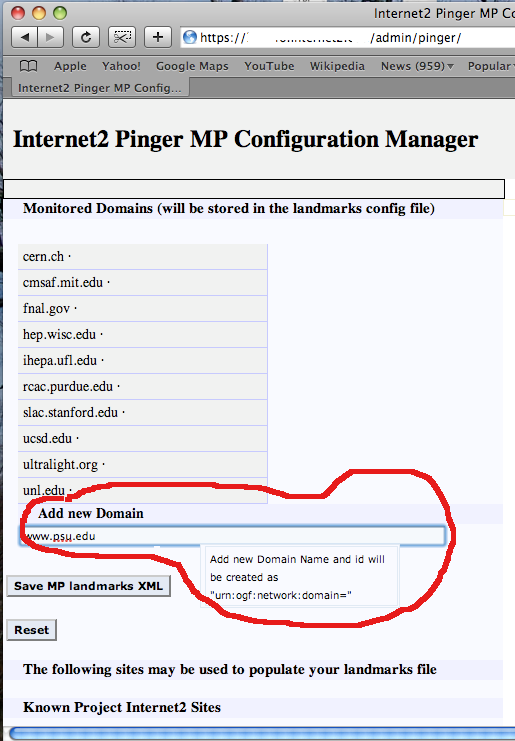 Internet2 Pinger MP Co
https:/ /admin/pinger/
Apple Yahoo! Google Maps YouTube Wikipedia News (959) Popular
Internet2 Pinger MP Config...
Internet2 Pinger MP Configuration Manager
Monitored Domains (will be stored in the landmarks config file)
cern.ch ·
cmsaf.mit.edu ·
fnal.gov ·
hep.wisc.edu ·
ihepa.ufl.edu ·
rcac.purdue.edu ·
slac.stanford.edu ·
ucsd.edu ·
ultralight.org ·
unl.edu ·
Add new Domain
www.psu.edu
Add new Domain Name and id will
be created as
"urn:ogf:network:domain="
Save MP landmarks XML
Reset
The following sites may be used to populate your landmarks file
Known Project Internet2 Sites